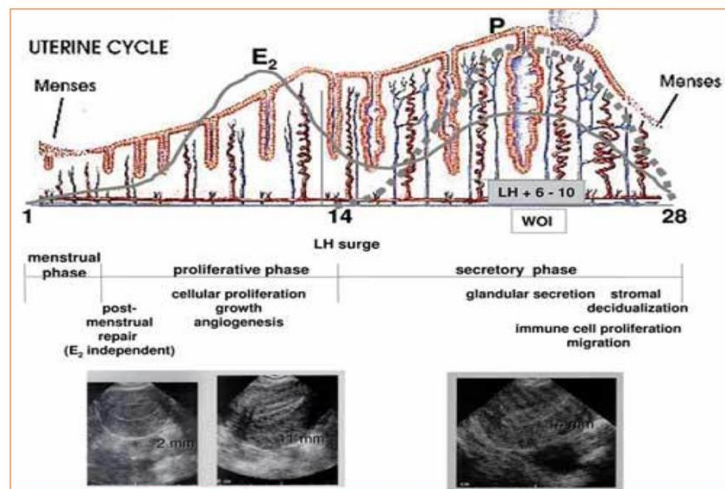 UTERINE CYCLE
E2
P
Menses
Menses
LH + 6 - 10
WOI
1
14
28
LH surge
menstrual
phase
proliferative phase
secretory phase
cellular proliferation
growth
angiogenesis
glandular secretion
stromal
decidualization
post-
menstrual
repair
(E2 independent)
immune cell proliferation
migration
2 mm
11 mm